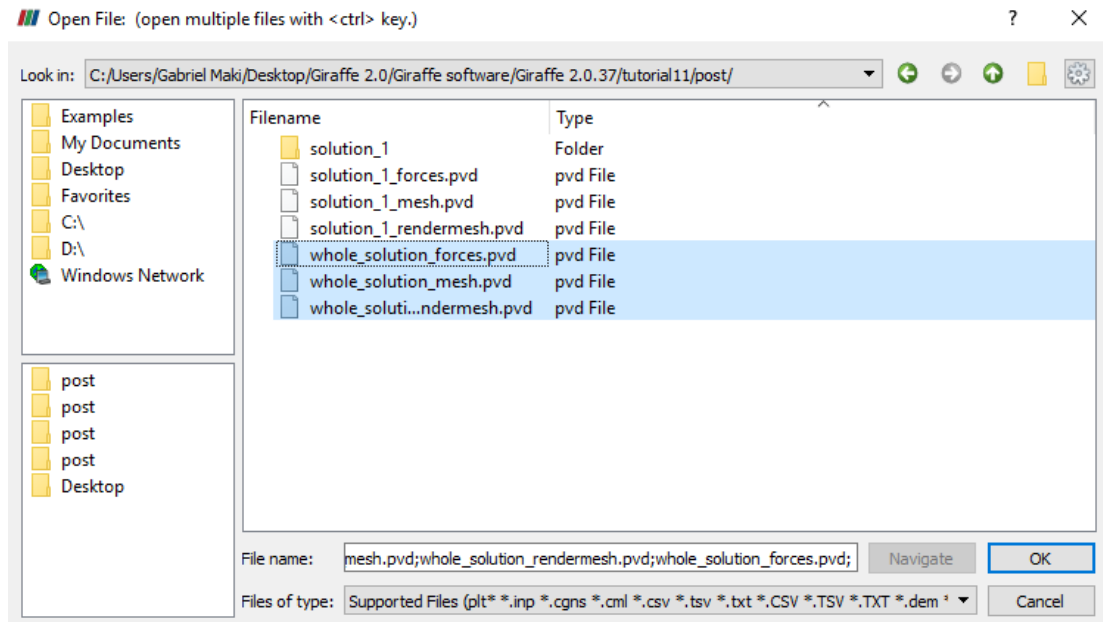 Open File: (open multiple files with <ctrl> key.)
?
Look in: C:/Users/Gabriel Maki/Desktop/Giraffe 2.0/Giraffe software/Giraffe 2.0.37/tutorial11/post/
Examples
My Documents
Desktop
Favorites
C:\
D:\
Windows Network
post
post
post
post
Desktop
Filename Type
solution_1 Folder
solution_1_forces.pvd pvd File
solution_1_mesh.pvd pvd File
solution_1_rendermesh.pvd pvd File
whole_solution_forces.pvd pvd File
whole_solution_mesh.pvd pvd File
whole_soluti...ndermesh.pvd pvd File
File name: mesh.pvd;whole_solution_rendermesh.pvd;whole_solution_forces.pvd; Navigate OK
Files of type: Supported Files (plt* *.inp *.cgns *.cml *.csv *.tsv *.txt *.CSV *.TSV *.TXT *.dem * Cancel